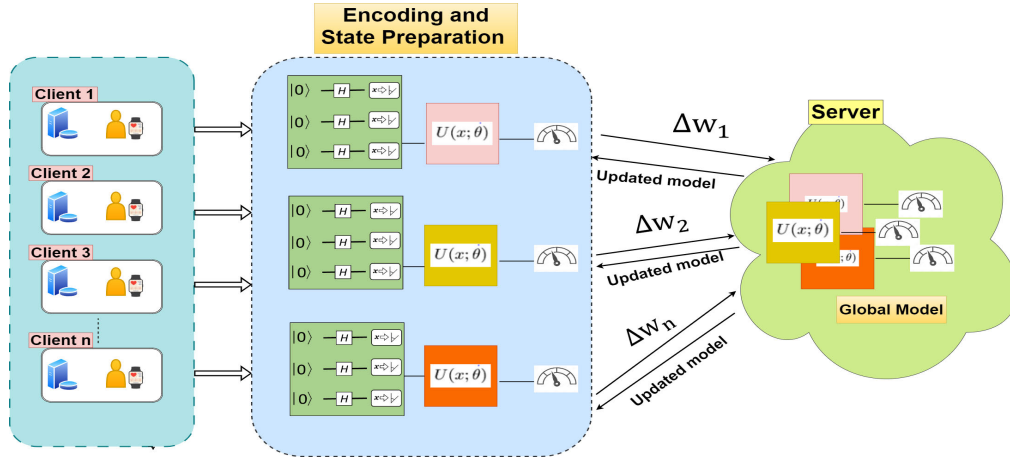 Encoding and
State Preparation
Client 1
Client 2
Client 3
Client n
|0⟩ H x⇨
|0⟩ H x⇨
|0⟩ H x⇨
U(x; θ)
|0⟩ H x⇨
|0⟩ H x⇨
|0⟩ H x⇨
U(x; θ)
|0⟩ H x⇨
|0⟩ H x⇨
|0⟩ H x⇨
U(x; θ)
Δw₁
Updated model
Δw₂
Updated model
Δwₙ
Updated model
Server
U(x; θ)
Global Model